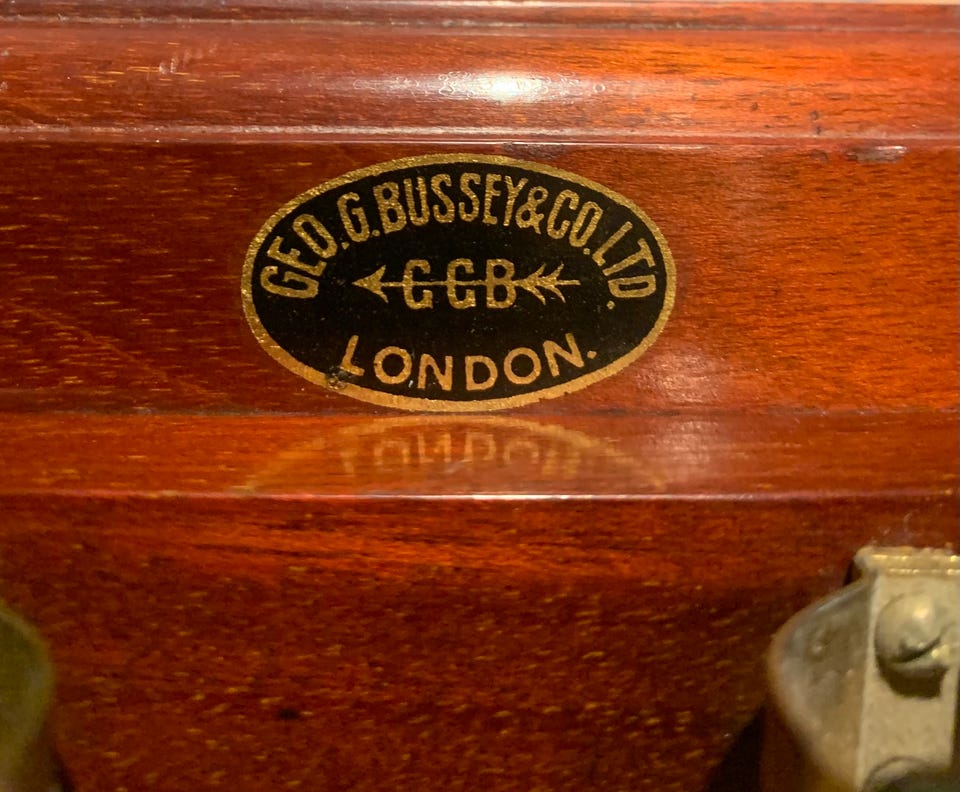 GEO. G. BUSSEY & CO. LTD.
GGB
LONDON.